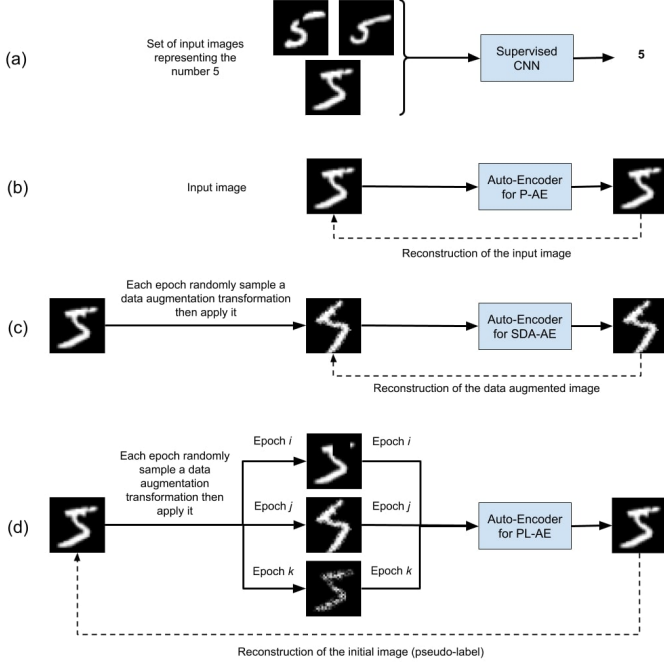 (a)
Set of input images
representing the
number 5
Supervised
CNN
5
(b)
Input image
Auto-Encoder
for P-AE
Reconstruction of the input image
(c)
Each epoch randomly sample a
data augmentation transformation
then apply it
Auto-Encoder
for SDA-AE
Reconstruction of the data augmented image
(d)
Each epoch randomly
sample a data
augmentation
transformation then
apply it
Epoch i
Epoch i
Epoch j
Epoch j
Epoch k
Epoch k
Auto-Encoder
for PL-AE
Reconstruction of the initial image (pseudo-label)